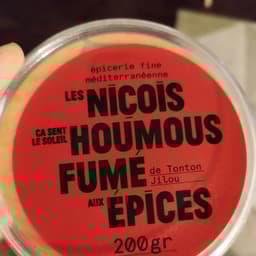 épicerie fine
méditerranéenne
LES NIÇOIS
ÇA SENT
LE SOLEIL
HOUMOUS
FUMÉ de Tonton
Jilou
AUX ÉPICES
200gr